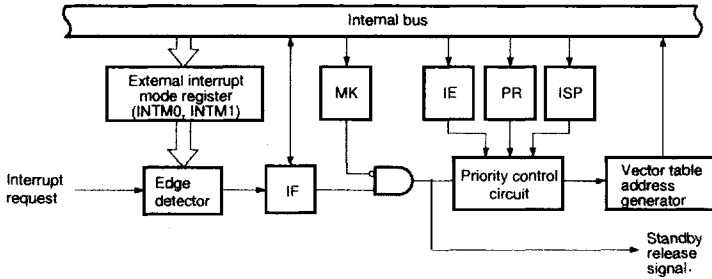 Internal bus
External interrupt
mode register
(INTM0, INTM1)
MK
IE
PR
ISP
Interrupt
request
Edge
detector
IF
Priority control
circuit
Vector table
address
generator
Standby
release
signal.